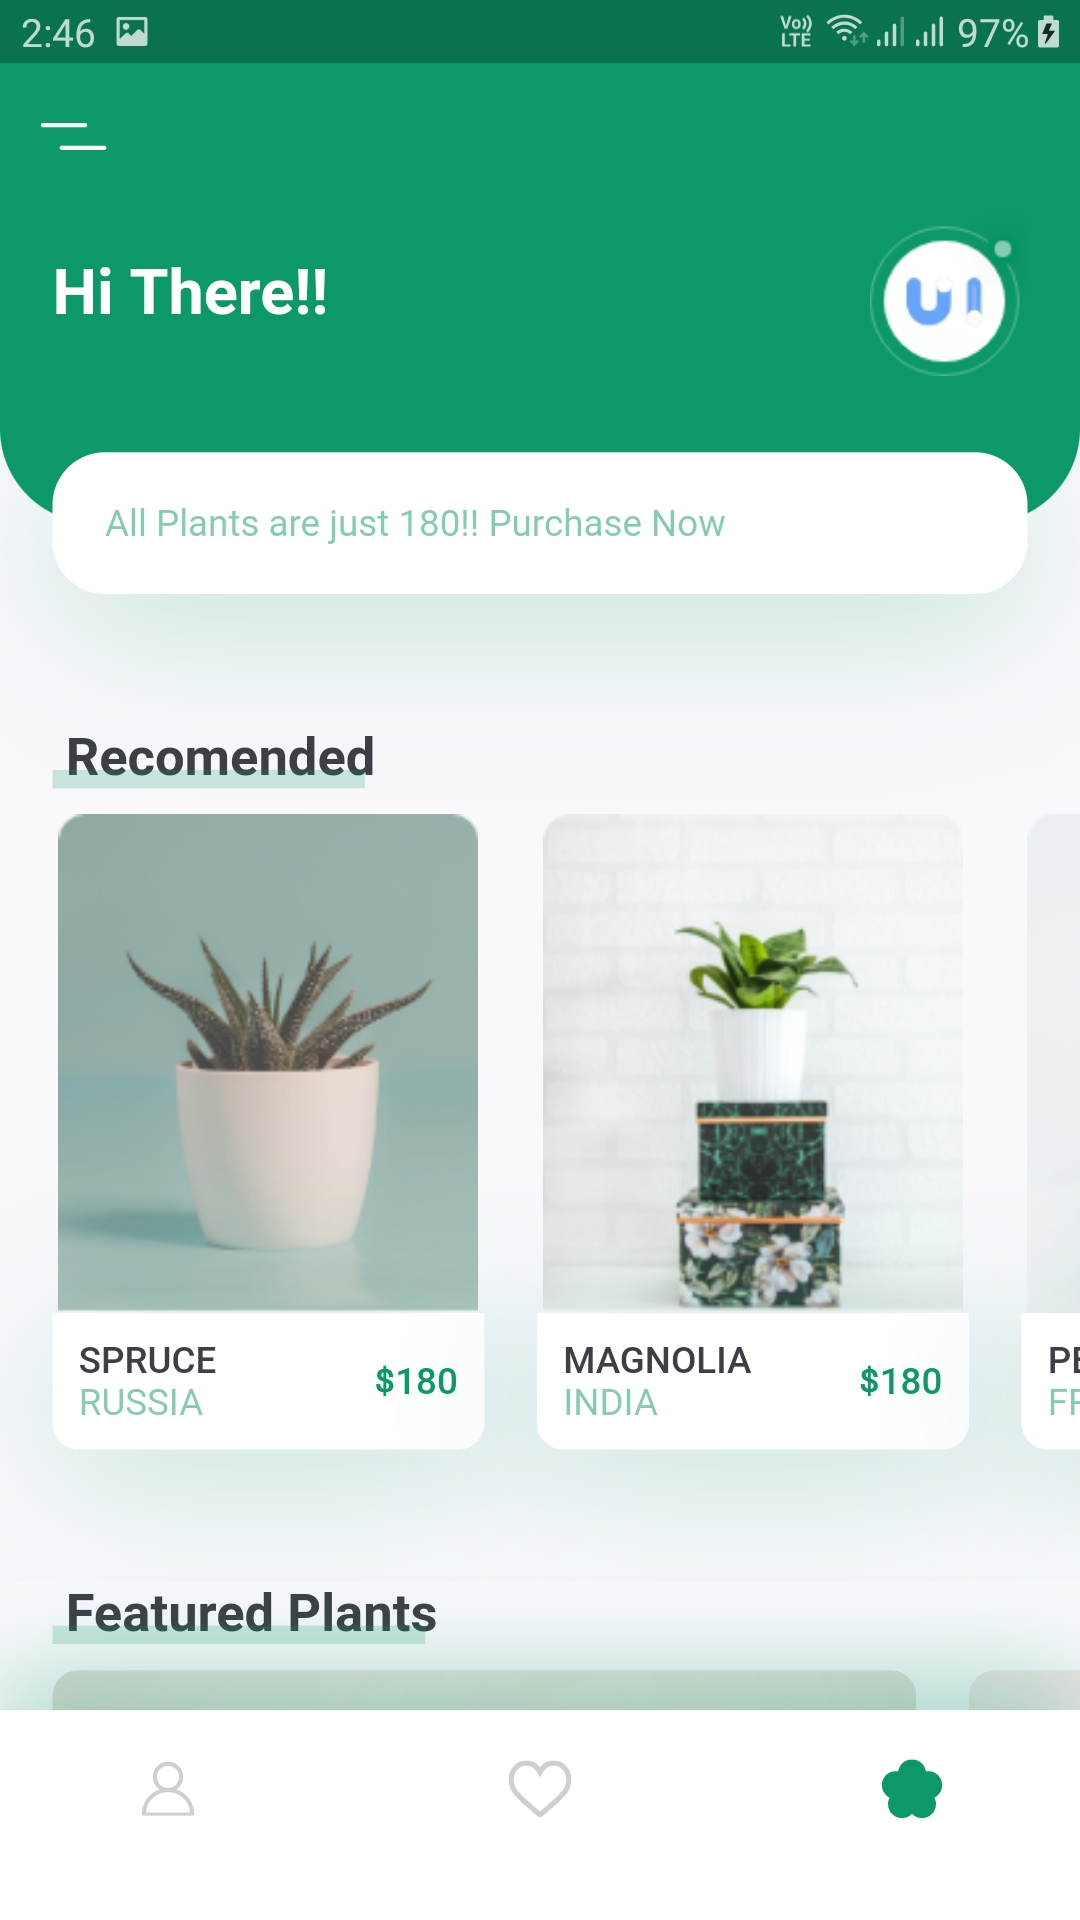 2:46
Vo)) LTE
97%
Hi There!!
UI
All Plants are just 180!! Purchase Now
Recomended
SPRUCE
RUSSIA
$180
MAGNOLIA
INDIA
$180
PE
Featured Plants